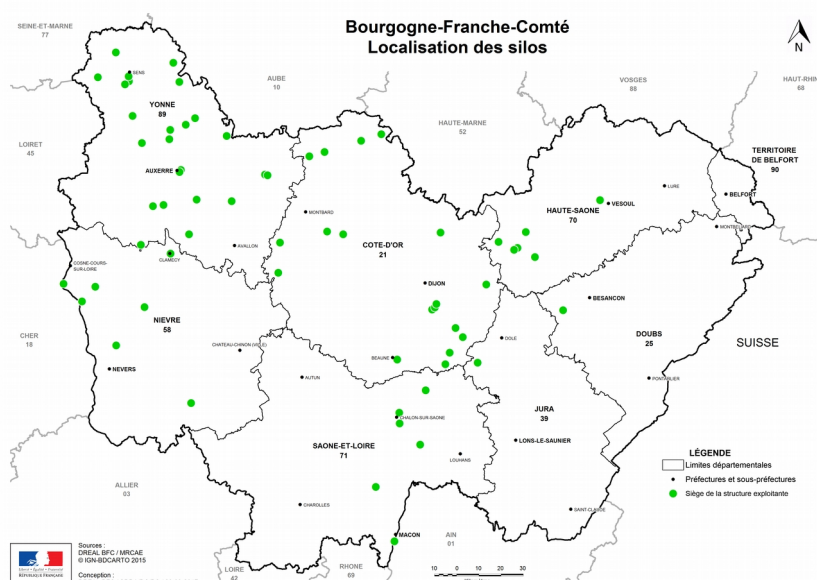 Bourgogne-Franche-Comté
Localisation des silos
N
SEINE-ET-MARNE
77
AUBE
10
VOSGES
88
HAUT-RHIN
68
HAUTE-MARNE
52
LOIRET
45
SENS
YONNE
89
TERRITOIRE
DE BELFORT
90
AUXERRE
LURE
BELFORT
HAUTE-SAONE
70
VESOUL
MONTBARD
MONTBELIARD
AVALLON
COTE-D'OR
21
CLAMECY
COSNE-COURS
-SUR-LOIRE
DIJON
BESANCON
NIEVRE
58
CHER
18
DOUBS
25
SUISSE
DOLE
CHATEAU-CHINON (VILLE)
BEAUNE
NEVERS
AUTUN
PONTARLIER
JURA
39
CHALON-SUR-SAONE
SAONE-ET-LOIRE
71
LONS-LE-SAUNIER
LOUHANS
LÉGENDE
Limites départementales
Préfectures et sous-préfectures
Siège de la structure exploitante
ALLIER
03
CHAROLLES
SAINT-CLAUDE
MACON
AIN
01
LOIRE
42
RHONE
69
10 0 10 20 30
Liberté • Égalité • Fraternité
RÉPUBLIQUE FRANÇAISE
Sources :
DREAL BFC / MRCAE
© IGN-BDCARTO 2015
Conception :